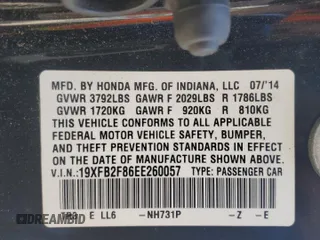 MFD. BY HONDA MFG. OF INDIANA, LLC 07/'14
GVWR 3792LBS GAWR F 2029LBS R 1786LBS
GVWR 1720KG GAWR F 920KG R 810KG
THIS VEHICLE CONFORMS TO ALL APPLICABLE
FEDERAL MOTOR VEHICLE SAFETY, BUMPER,
AND THEFT PREVENTION STANDARDS IN EFFECT
ON THE DATE OF MANUFACTURE SHOWN ABOVE.
V.I.N.: 19XFB2F86EE260057 TYPE: PASSENGER CAR
E LL6 -NH731P -Z -E
DREAMBID